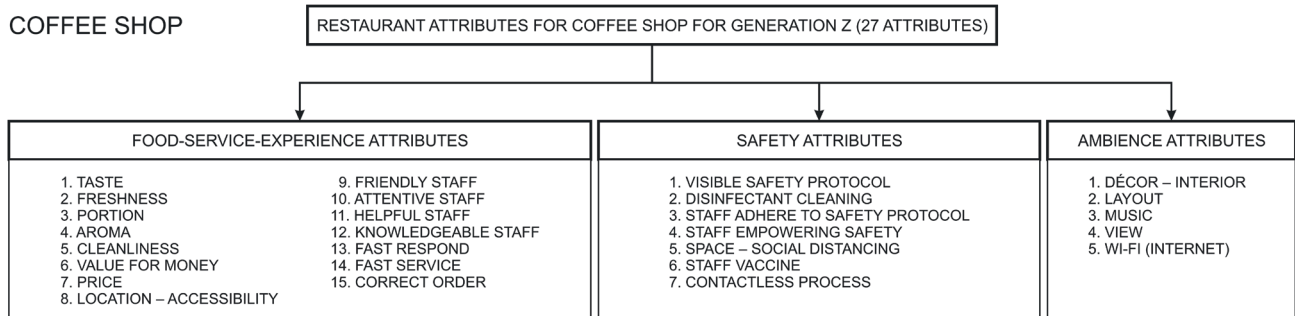 COFFEE SHOP
RESTAURANT ATTRIBUTES FOR COFFEE SHOP FOR GENERATION Z (27 ATTRIBUTES)
FOOD-SERVICE-EXPERIENCE ATTRIBUTES
1. TASTE
2. FRESHNESS
3. PORTION
4. AROMA
5. CLEANLINESS
6. VALUE FOR MONEY
7. PRICE
8. LOCATION – ACCESSIBILITY
9. FRIENDLY STAFF
10. ATTENTIVE STAFF
11. HELPFUL STAFF
12. KNOWLEDGEABLE STAFF
13. FAST RESPOND
14. FAST SERVICE
15. CORRECT ORDER
SAFETY ATTRIBUTES
1. VISIBLE SAFETY PROTOCOL
2. DISINFECTANT CLEANING
3. STAFF ADHERE TO SAFETY PROTOCOL
4. STAFF EMPOWERING SAFETY
5. SPACE – SOCIAL DISTANCING
6. STAFF VACCINE
7. CONTACTLESS PROCESS
AMBIENCE ATTRIBUTES
1. DÉCOR – INTERIOR
2. LAYOUT
3. MUSIC
4. VIEW
5. WI-FI (INTERNET)